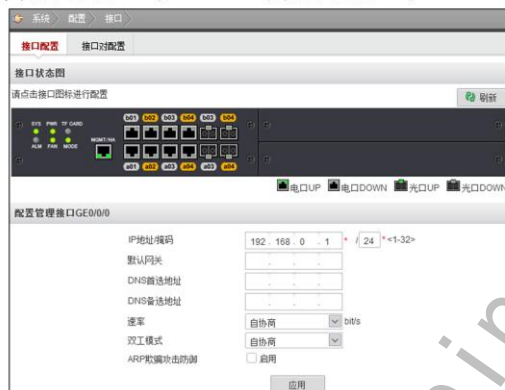 系统 > 配置 > 接口 >
接口配置 接口对配置
接口状态图
请点击接口图标进行配置
刷新
SYS PWR TF CARD
ALM FAN MODE
b01 b02 b03 b04 b03 b04
a01 a02 a03 a04 a03 a04
电口UP 电口DOWN 光口UP 光口DOWN
配置管理接口GE0/0/0
IP地址/掩码 192 . 168 . 0 . 1 * / 24 * <1-32>
默认网关
DNS首选地址
DNS备选地址
速率 自协商 bit/s
双工模式 自协商
ARP欺骗攻击防御 启用
应用